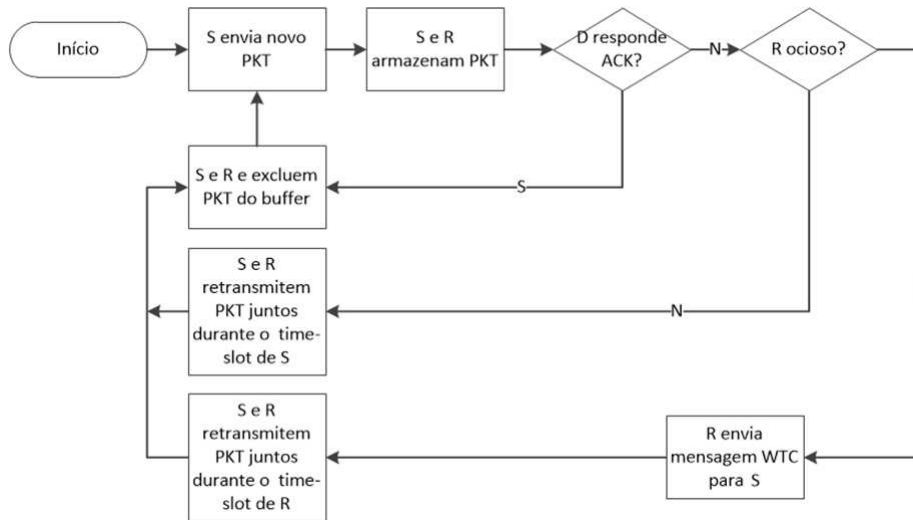 Início
S envia novo
PKT
S e R
armazenam PKT
D responde
ACK?
N
R ocioso?
S e R e excluem
PKT do buffer
S
S e R
retransmitem
PKT juntos
durante o time-
slot de S
N
S e R
retransmitem
PKT juntos
durante o time-
slot de R
R envia
mensagem WTC
para S